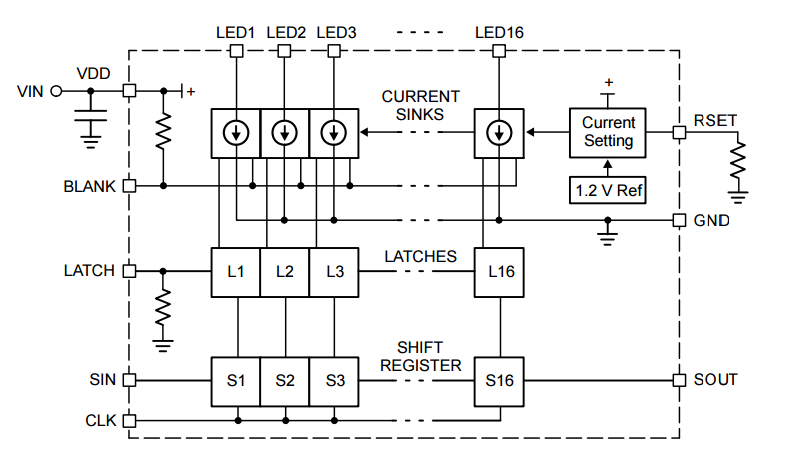 LED1 LED2 LED3 LED16
VDD
VIN
+
CURRENT
SINKS
+
Current
Setting
RSET
1.2 V Ref
BLANK
GND
LATCH
LATCHES
L1 L2 L3 L16
SHIFT
REGISTER
SIN
S1 S2 S3 S16
SOUT
CLK